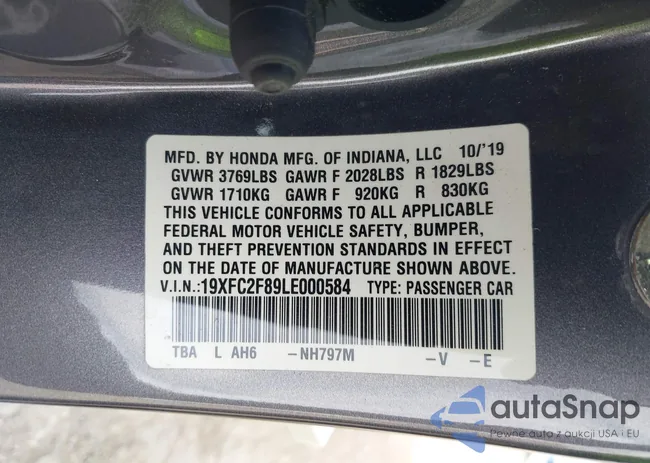 MFD. BY HONDA MFG. OF INDIANA, LLC 10/'19
GVWR 3769LBS GAWR F 2028LBS R 1829LBS
GVWR 1710KG GAWR F 920KG R 830KG
THIS VEHICLE CONFORMS TO ALL APPLICABLE
FEDERAL MOTOR VEHICLE SAFETY, BUMPER,
AND THEFT PREVENTION STANDARDS IN EFFECT
ON THE DATE OF MANUFACTURE SHOWN ABOVE.
V.I.N.:19XFC2F89LE000584 TYPE: PASSENGER CAR
TBA L AH6 -NH797M -V -E
autoSnap
Pewne auta z aukcji USA i EU